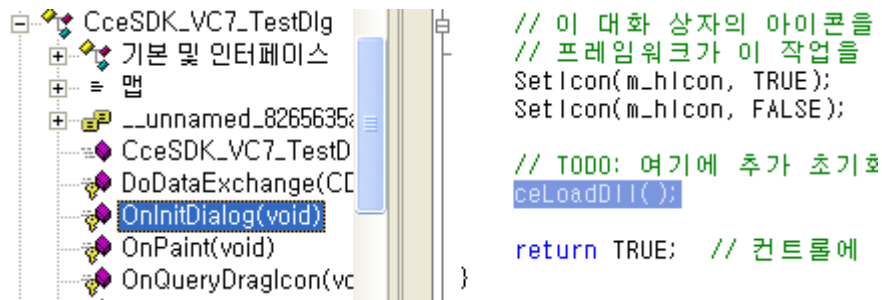 CceSDK_VC7_TestDlg
기본 및 인터페이스
맵
__unnamed_8265635a
CceSDK_VC7_TestD
DoDataExchange(CD
OnInitDialog(void)
OnPaint(void)
OnQueryDragIcon(vo
// 이 대화 상자의 아이콘을
// 프레임워크가 이 작업을
SetIcon(m_hIcon, TRUE);
SetIcon(m_hIcon, FALSE);
// TODO: 여기에 추가 초기화
ceLoadDll();
return TRUE; // 컨트롤에
}